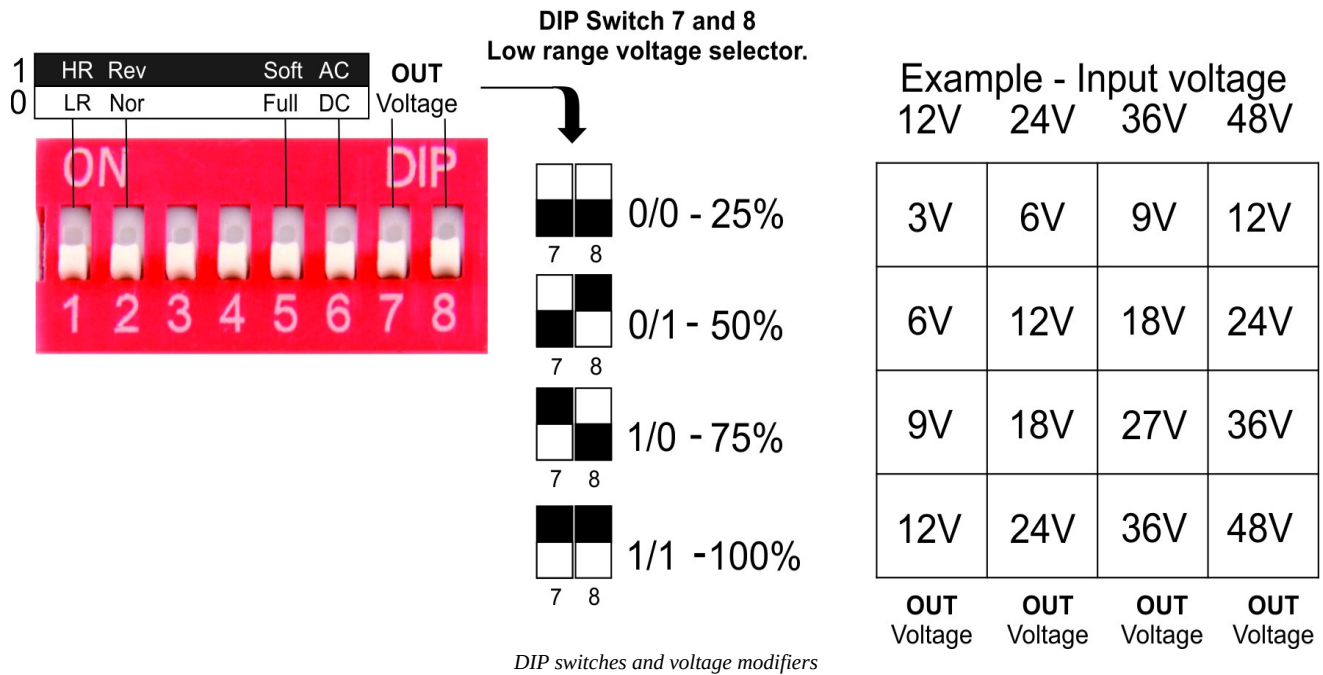 DIP Switch 7 and 8
Low range voltage selector.
1 HR Rev Soft AC OUT
0 LR Nor Full DC Voltage
ON DIP
1 2 3 4 5 6 7 8
0/0 - 25%
7 8
0/1 - 50%
7 8
1/0 - 75%
7 8
1/1 -100%
7 8
Example - Input voltage
12V 24V 36V 48V
3V 6V 9V 12V
6V 12V 18V 24V
9V 18V 27V 36V
12V 24V 36V 48V
OUT OUT OUT OUT
Voltage Voltage Voltage Voltage
DIP switches and voltage modifiers